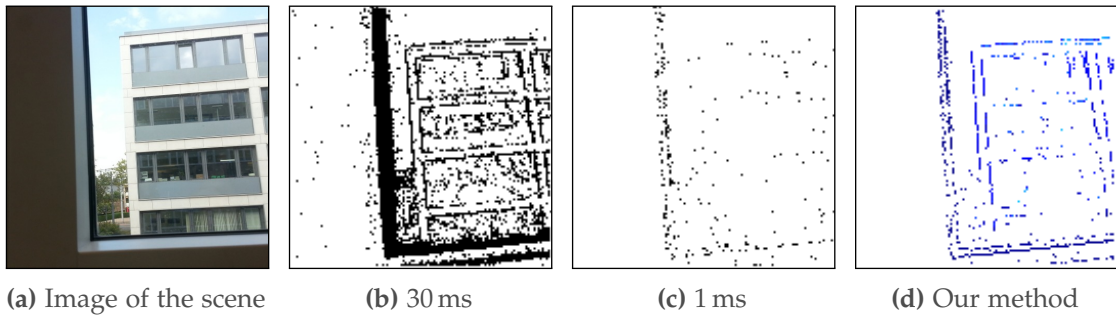 (a) Image of the scene
(b) 30 ms
(c) 1 ms
(d) Our method